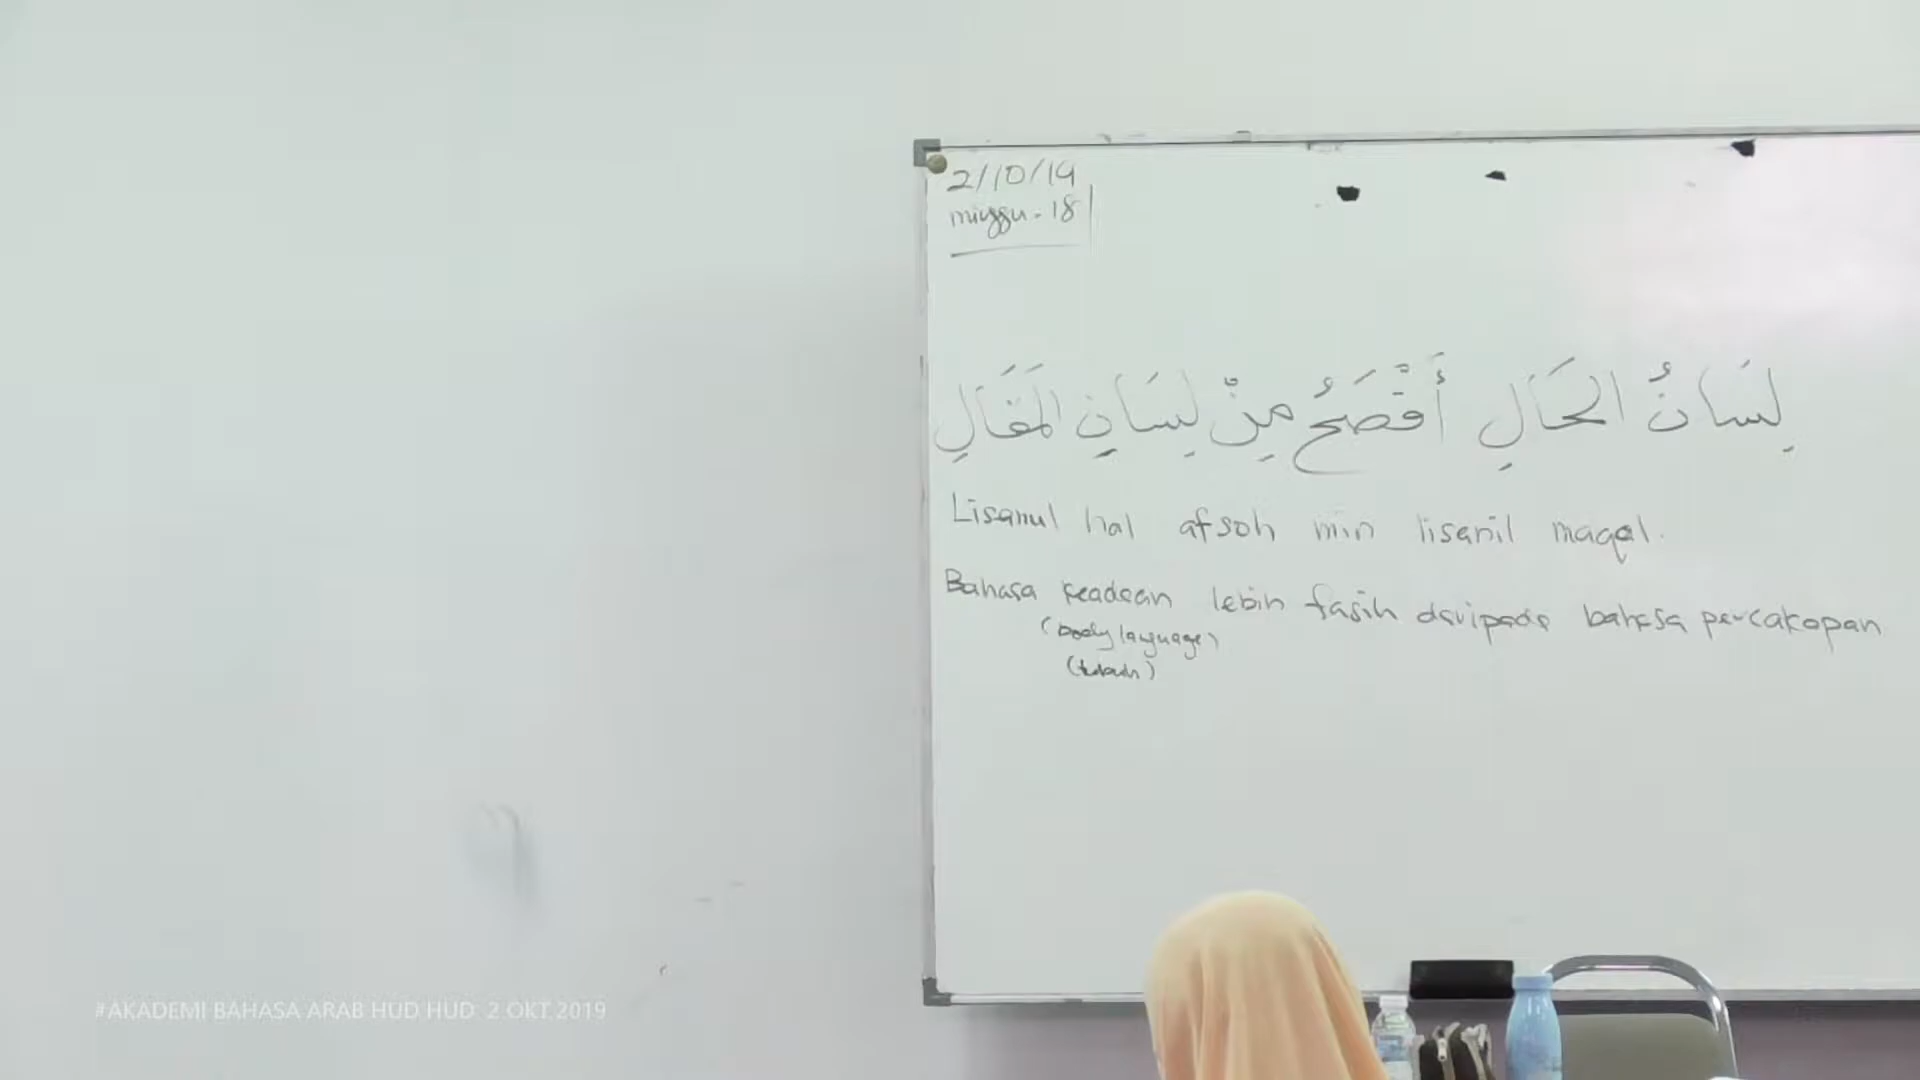 2/10/19
minggu - 18
لِسَانُ الحَالِ أَفْصَحُ مِنْ لِسَانِ المَقَالِ
Lisanul hal afsoh min lisanil maqal.
Bahasa keadaan lebih fasih daripada bahasa percakapan
(body language)
(tubuh)
#AKADEMI BAHASA ARAB HUD HUD 2 OKT 2019